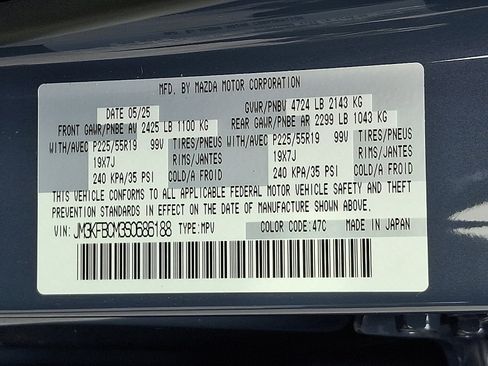 MFD. BY MAZDA MOTOR CORPORATION
DATE 05/25 GVWR/PNBV 4724 LB 2143 KG
FRONT GAWR/PNBE AV 2425 LB 1100 KG REAR GAWR/PNBE AR 2299 LB 1043 KG
WITH/AVEC P225/55R19 99V TIRES/PNEUS WITH/AVEC P225/55R19 99V TIRES/PNEUS
19X7J RIMS/JANTES 19X7J RIMS/JANTES
240 KPA/35 PSI COLD/A FROID 240 KPA/35 PSI COLD/A FROID
THIS VEHICLE CONFORMS TO ALL APPLICABLE FEDERAL MOTOR VEHICLE SAFETY AND THEFT
PREVENTION STANDARDS IN EFFECT ON THE DATE OF MANUFACTURE SHOWN ABOVE.
VIN: JM3KFBCM3S0686188 TYPE:MPV COLOR CODE:47C MADE IN JAPAN